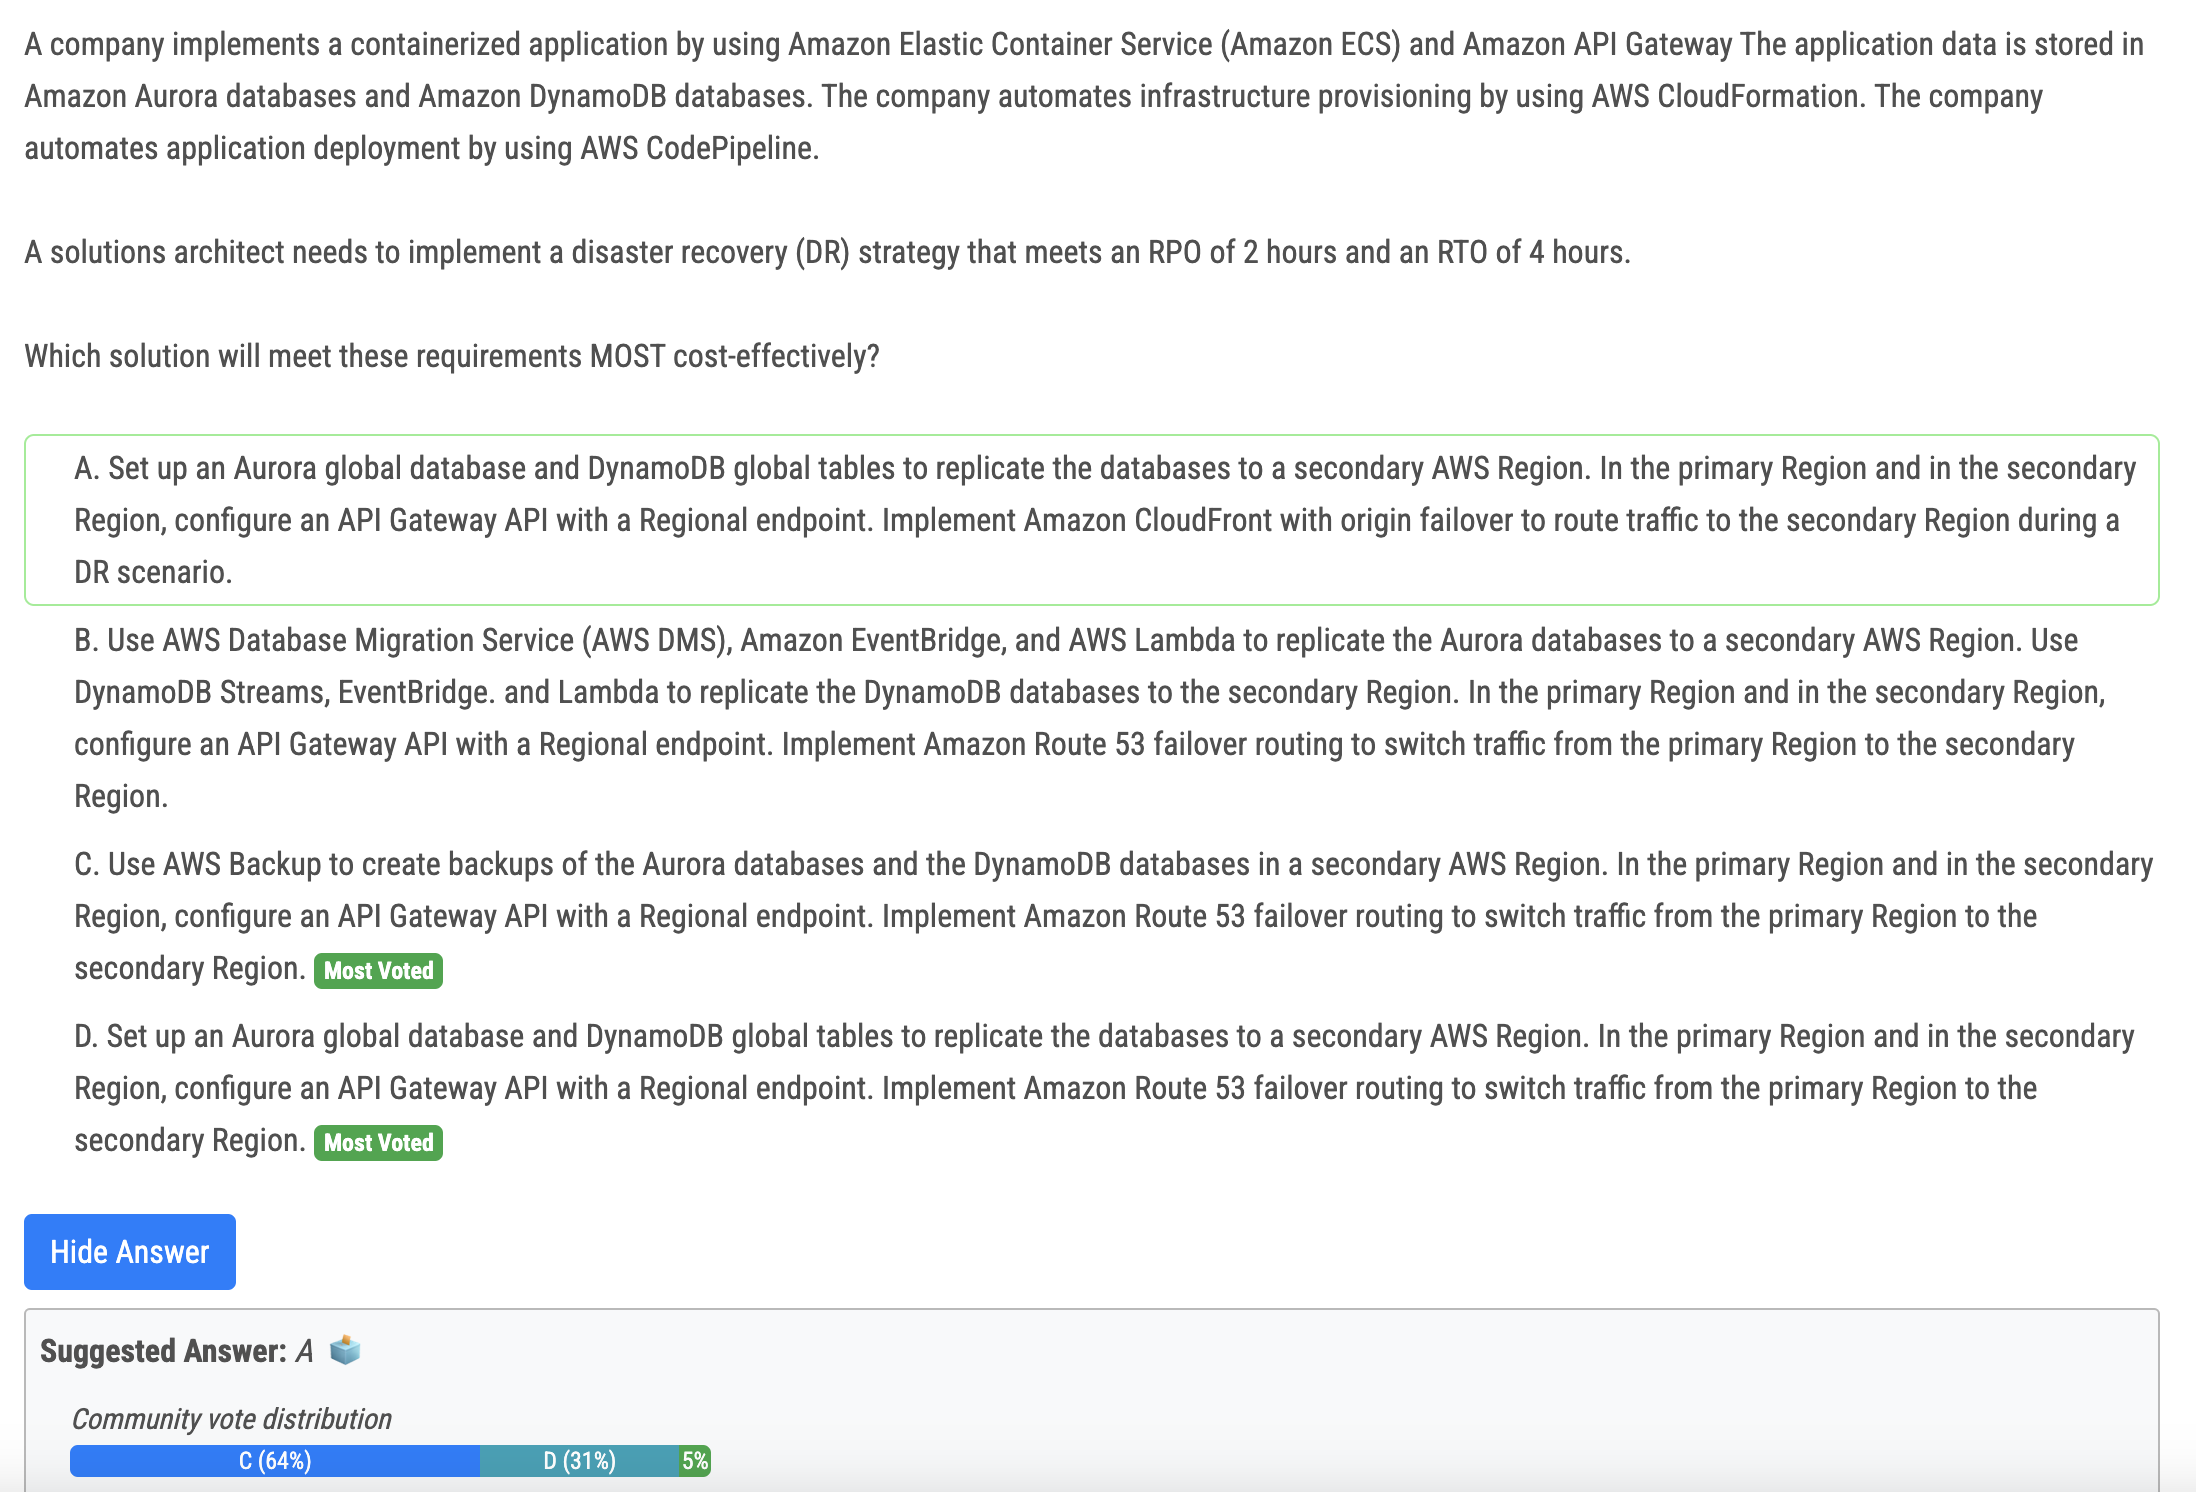 A company implements a containerized application by using Amazon Elastic Container Service (Amazon ECS) and Amazon API Gateway The application data is stored in
Amazon Aurora databases and Amazon DynamoDB databases. The company automates infrastructure provisioning by using AWS CloudFormation. The company
automates application deployment by using AWS CodePipeline.
A solutions architect needs to implement a disaster recovery (DR) strategy that meets an RPO of 2 hours and an RTO of 4 hours.
Which solution will meet these requirements MOST cost-effectively?
A. Set up an Aurora global database and DynamoDB global tables to replicate the databases to a secondary AWS Region. In the primary Region and in the secondary
Region, configure an API Gateway API with a Regional endpoint. Implement Amazon CloudFront with origin failover to route traffic to the secondary Region during a
DR scenario.
B. Use AWS Database Migration Service (AWS DMS), Amazon EventBridge, and AWS Lambda to replicate the Aurora databases to a secondary AWS Region. Use
DynamoDB Streams, EventBridge. and Lambda to replicate the DynamoDB databases to the secondary Region. In the primary Region and in the secondary Region,
configure an API Gateway API with a Regional endpoint. Implement Amazon Route 53 failover routing to switch traffic from the primary Region to the secondary
Region.
C. Use AWS Backup to create backups of the Aurora databases and the DynamoDB databases in a secondary AWS Region. In the primary Region and in the secondary
Region, configure an API Gateway API with a Regional endpoint. Implement Amazon Route 53 failover routing to switch traffic from the primary Region to the
secondary Region. Most Voted
D. Set up an Aurora global database and DynamoDB global tables to replicate the databases to a secondary AWS Region. In the primary Region and in the secondary
Region, configure an API Gateway API with a Regional endpoint. Implement Amazon Route 53 failover routing to switch traffic from the primary Region to the
secondary Region. Most Voted
Hide Answer
Suggested Answer: A
Community vote distribution
C (64%) D (31%) 5%